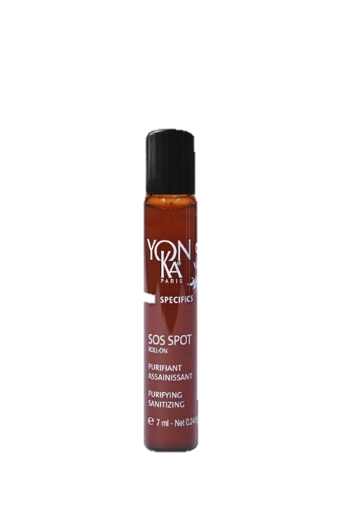 YON
KA®
PARIS
SPECIFICS
SOS SPOT
ROLL-ON
PURIFIANT
ASSAINISSANT
PURIFYING
SANITIZING
e 7 ml - Net